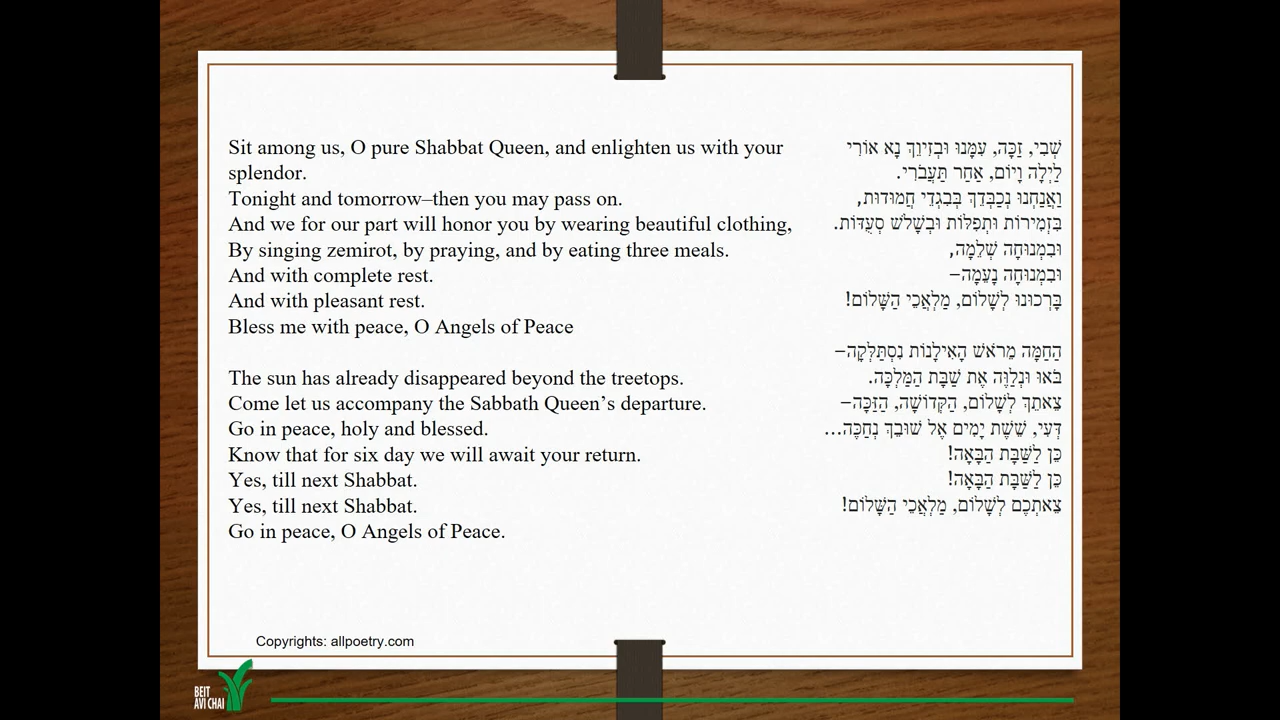 Sit among us, O pure Shabbat Queen, and enlighten us with your
splendor.
Tonight and tomorrow–then you may pass on.
And we for our part will honor you by wearing beautiful clothing,
By singing zemirot, by praying, and by eating three meals.
And with complete rest.
And with pleasant rest.
Bless me with peace, O Angels of Peace
The sun has already disappeared beyond the treetops.
Come let us accompany the Sabbath Queen’s departure.
Go in peace, holy and blessed.
Know that for six day we will await your return.
Yes, till next Shabbat.
Yes, till next Shabbat.
Go in peace, O Angels of Peace.
שְׁבִי, זַכָּה, עִמָּנוּ וּבְזִיוֵךְ נָא אוֹרִי
לַיְלָה וָיוֹם, אַחַר תַּעֲבֹרִי.
וַאֲנַחְנוּ נְכַבְּדֵךְ בְּבִגְדֵי חֲמוּדוֹת,
בִּזְמִירוֹת וּתְפִלּוֹת וּבְשָׁלֹשׁ סְעֻדּוֹת.
וּבִמְנוּחָה שְׁלֵמָה,
וּבִמְנוּחָה נָעֵמָה–
בָּרְכוּנוּ לְשָׁלוֹם, מַלְאֲכֵי הַשָּׁלוֹם!
הַחַמָּה מֵרֹאשׁ הָאִילָנוֹת נִסְתַּלְּקָה–
בֹּאוּ וּנְלַוֶּה אֶת שַׁבָּת הַמַּלְכָּה.
צֵאתֵךְ לְשָׁלוֹם, הַקְּדוֹשָׁה, הַזַּכָּה–
דְּעִי, שֵׁשֶׁת יָמִים אֶל שׁוּבֵךְ נְחַכֶּה...
כֵּן לַשַּׁבָּת הַבָּאָה!
כֵּן לַשַּׁבָּת הַבָּאָה!
צֵאתְכֶם לְשָׁלוֹם, מַלְאֲכֵי הַשָּׁלוֹם!
Copyrights: allpoetry.com
BEIT
AVI CHAI